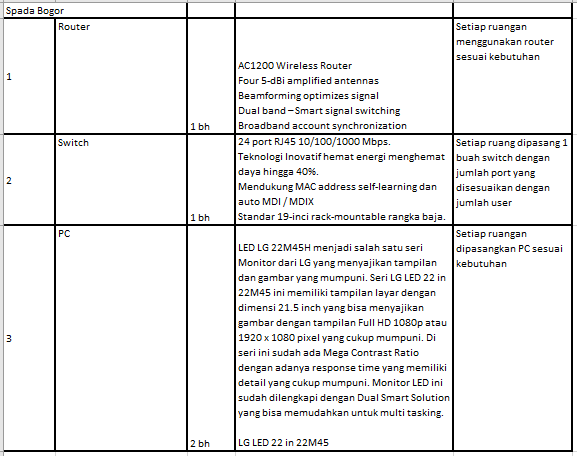 Spada Bogor
1
Router
1 bh
AC1200 Wireless Router
Four 5-dBi amplified antennas
Beamforming optimizes signal
Dual band – Smart signal switching
Broadband account synchronization
Setiap ruangan
menggunakan router
sesuai kebutuhan
2
Switch
1 bh
24 port RJ45 10/100/1000 Mbps.
Teknologi Inovatif hemat energi menghemat
daya hingga 40%.
Mendukung MAC address self-learning dan
auto MDI / MDIX
Standar 19-inci rack-mountable rangka baja.
Setiap ruang dipasang 1
buah switch dengan
jumlah port yang
disesuaikan dengan
jumlah user
3
PC
2 bh
LED LG 22M45H menjadi salah satu seri
Monitor dari LG yang menyajikan tampilan
dan gambar yang mumpuni. Seri LG LED 22 in
22M45 ini memiliki tampilan layar dengan
dimensi 21.5 inch yang bisa menyajikan
gambar dengan tampilan Full HD 1080p atau
1920 x 1080 pixel yang cukup mumpuni. Di
seri ini sudah ada Mega Contrast Ratio
dengan adanya response time yang memiliki
detail yang cukup mumpuni. Monitor LED ini
sudah dilengkapi dengan Dual Smart Solution
yang bisa memudahkan untuk multi tasking.
LG LED 22 in 22M45
Setiap ruangan
dipasangkan PC sesuai
kebutuhan